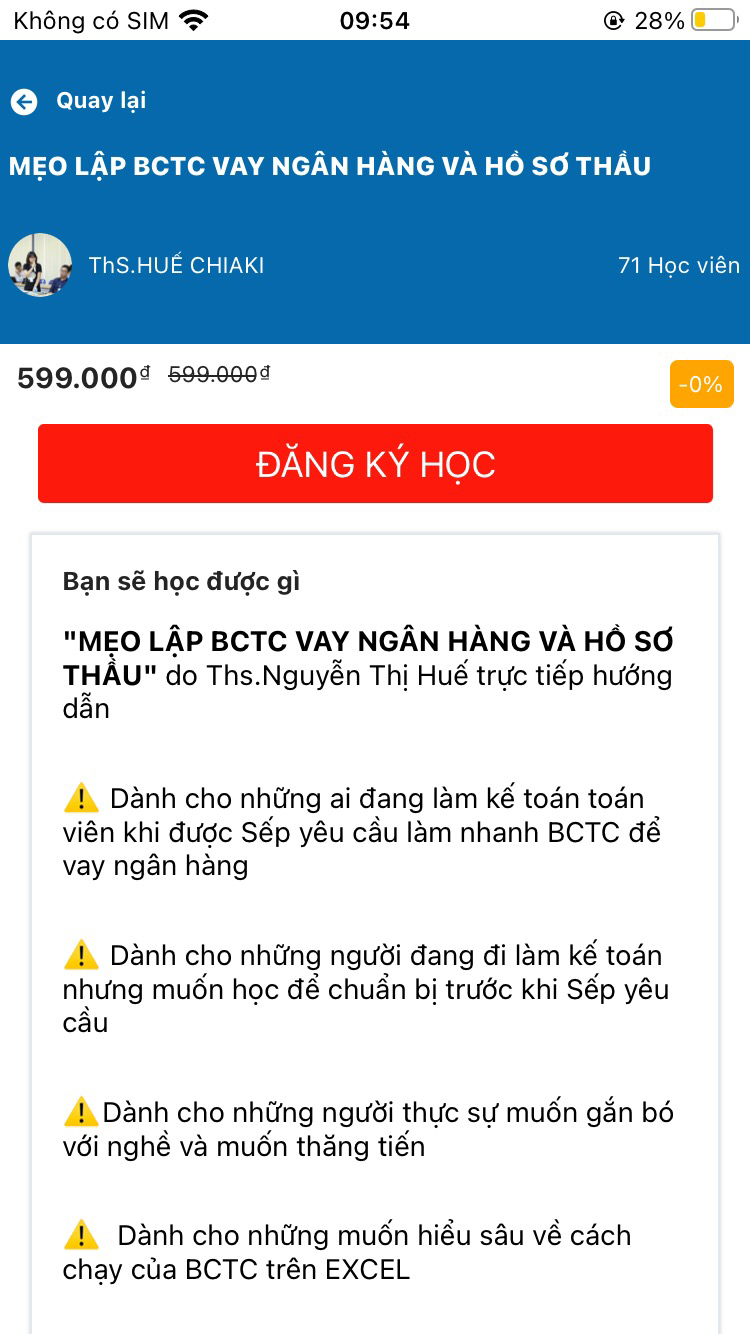 Không có SIM 09:54 28%
Quay lại
MẸO LẬP BCTC VAY NGÂN HÀNG VÀ HỒ SƠ THẦU
ThS.HUẾ CHIAKI 71 Học viên
599.000₫ 599.000₫ -0%
ĐĂNG KÝ HỌC
Bạn sẽ học được gì
"MẸO LẬP BCTC VAY NGÂN HÀNG VÀ HỒ SƠ
THẦU" do Ths.Nguyễn Thị Huế trực tiếp hướng
dẫn
⚠️ Dành cho những ai đang làm kế toán toán
viên khi được Sếp yêu cầu làm nhanh BCTC để
vay ngân hàng
⚠️ Dành cho những người đang đi làm kế toán
nhưng muốn học để chuẩn bị trước khi Sếp yêu
cầu
⚠️Dành cho những người thực sự muốn gắn bó
với nghề và muốn thăng tiến
⚠️ Dành cho những muốn hiểu sâu về cách
chạy của BCTC trên EXCEL